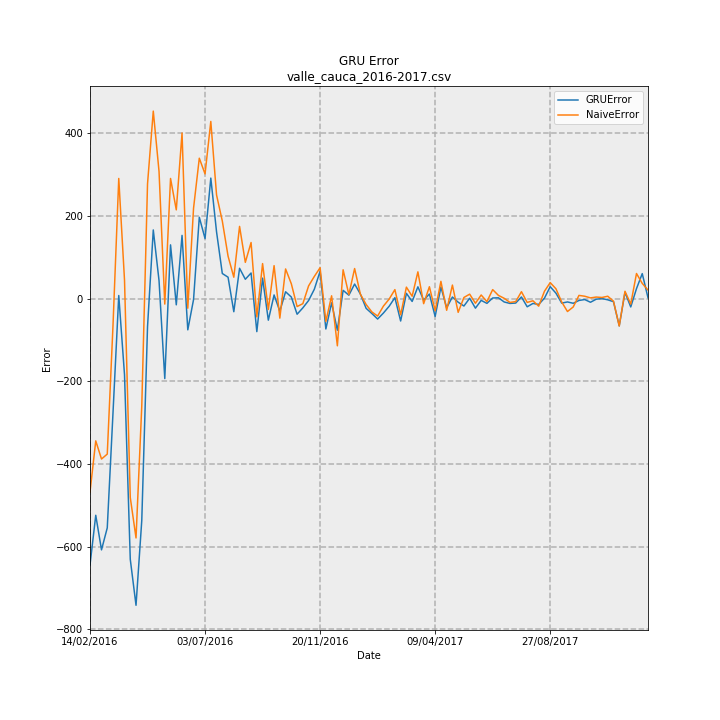 GRU Error
valle_cauca_2016-2017.csv
GRUError
NaiveError
400
200
0
−200
−400
−600
−800
Error
14/02/2016 03/07/2016 20/11/2016 09/04/2017 27/08/2017
Date